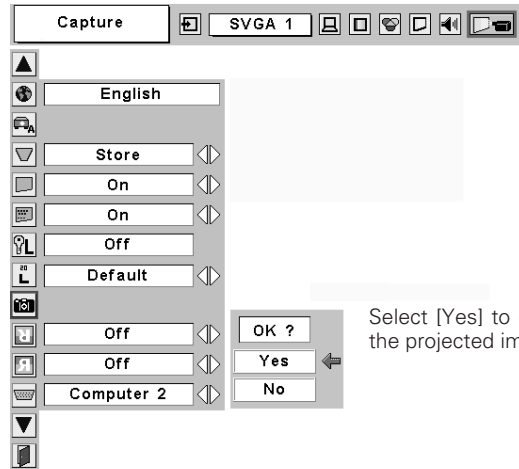 Capture SVGA 1
A
English
Store
On
On
L Off
20
L Default
R Off OK ?
R Off Yes
Computer 2 No
Select [Yes] to
the projected im